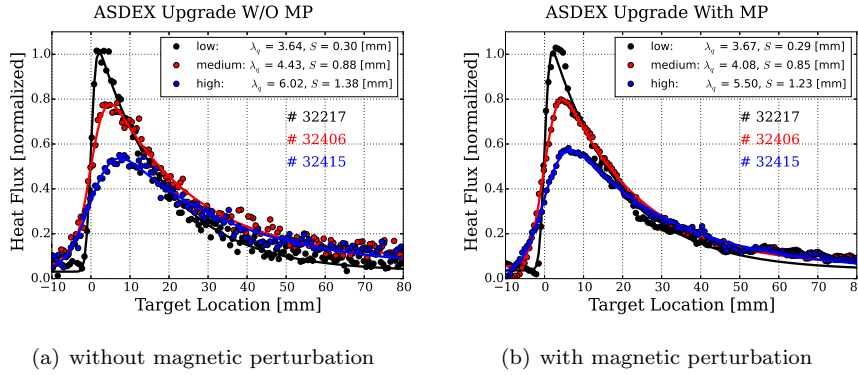 ASDEX Upgrade W/O MP
low: λq = 3.64, S = 0.30 [mm]
medium: λq = 4.43, S = 0.88 [mm]
high: λq = 6.02, S = 1.38 [mm]
# 32217
# 32406
# 32415
Heat Flux [normalized]
1.0
0.8
0.6
0.4
0.2
0.0
−10 0 10 20 30 40 50 60 70 80
Target Location [mm]
(a) without magnetic perturbation
ASDEX Upgrade With MP
low: λq = 3.67, S = 0.29 [mm]
medium: λq = 4.08, S = 0.85 [mm]
high: λq = 5.50, S = 1.23 [mm]
# 32217
# 32406
# 32415
Heat Flux [normalized]
1.0
0.8
0.6
0.4
0.2
0.0
−10 0 10 20 30 40 50 60 70 80
Target Location [mm]
(b) with magnetic perturbation